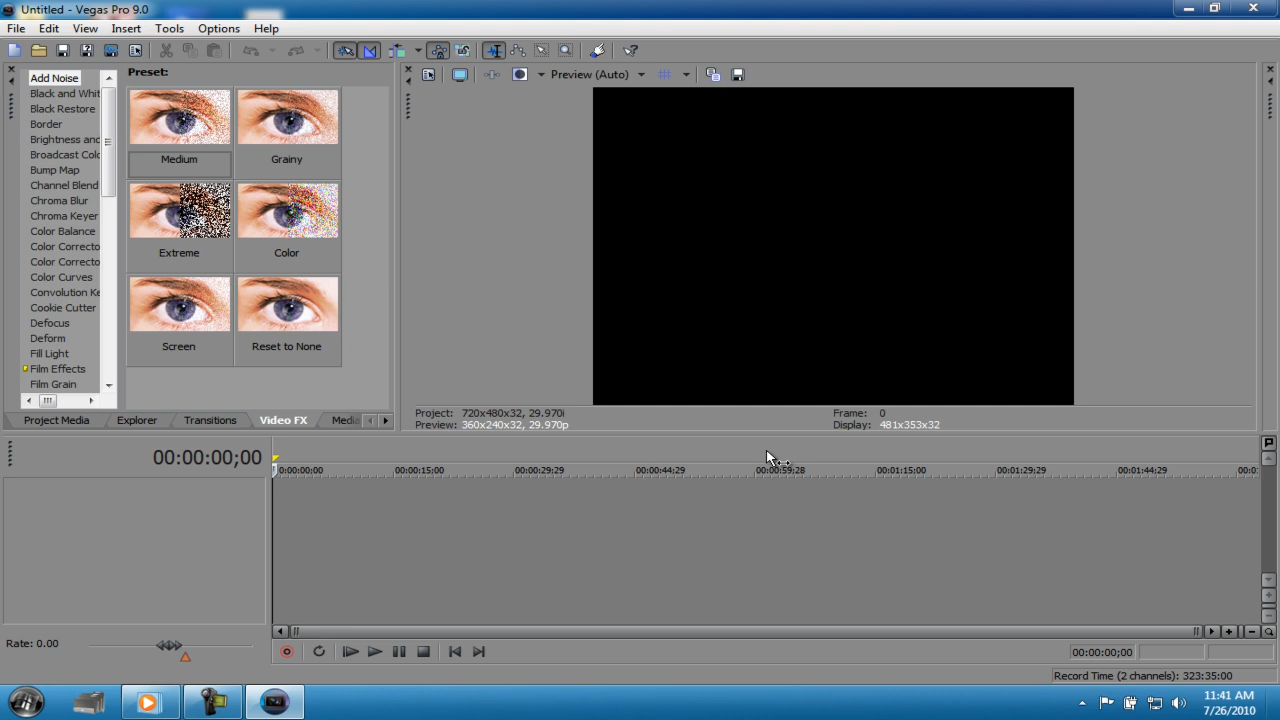 Untitled - Vegas Pro 9.0
File Edit View Insert Tools Options Help
Add Noise
Black and Whit
Black Restore
Border
Brightness and
Broadcast Colo
Bump Map
Channel Blend
Chroma Blur
Chroma Keyer
Color Balance
Color Correcto
Color Correcto
Color Curves
Convolution Ke
Cookie Cutter
Defocus
Deform
Fill Light
Film Effects
Film Grain
Preset:
Medium
Grainy
Extreme
Color
Screen
Reset to None
Project Media Explorer Transitions Video FX Media
Preview (Auto)
Project: 720x480x32, 29.970i
Preview: 360x240x32, 29.970p
Frame: 0
Display: 481x353x32
00:00:00;00
0:00:00;00 00:00:15;00 00:00:29;29 00:00:44;29 00:00:59;28 00:01:15;00 00:01:29;29 00:01:44;29 00:0
Rate: 0.00
00:00:00;00
Record Time (2 channels): 323:35:00
11:41 AM
7/26/2010